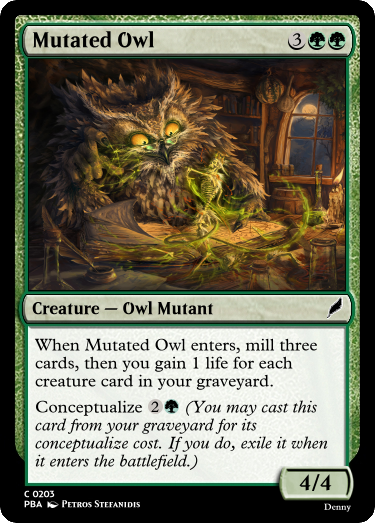 Mutated Owl 3
Creature — Owl Mutant
When Mutated Owl enters, mill three
cards, then you gain 1 life for each
creature card in your graveyard.
Conceptualize 2 (You may cast this
card from your graveyard for its
conceptualize cost. If you do, exile it when
it enters the battlefield.)
4/4
C 0203
PBA Petros Stefanidis
Denny